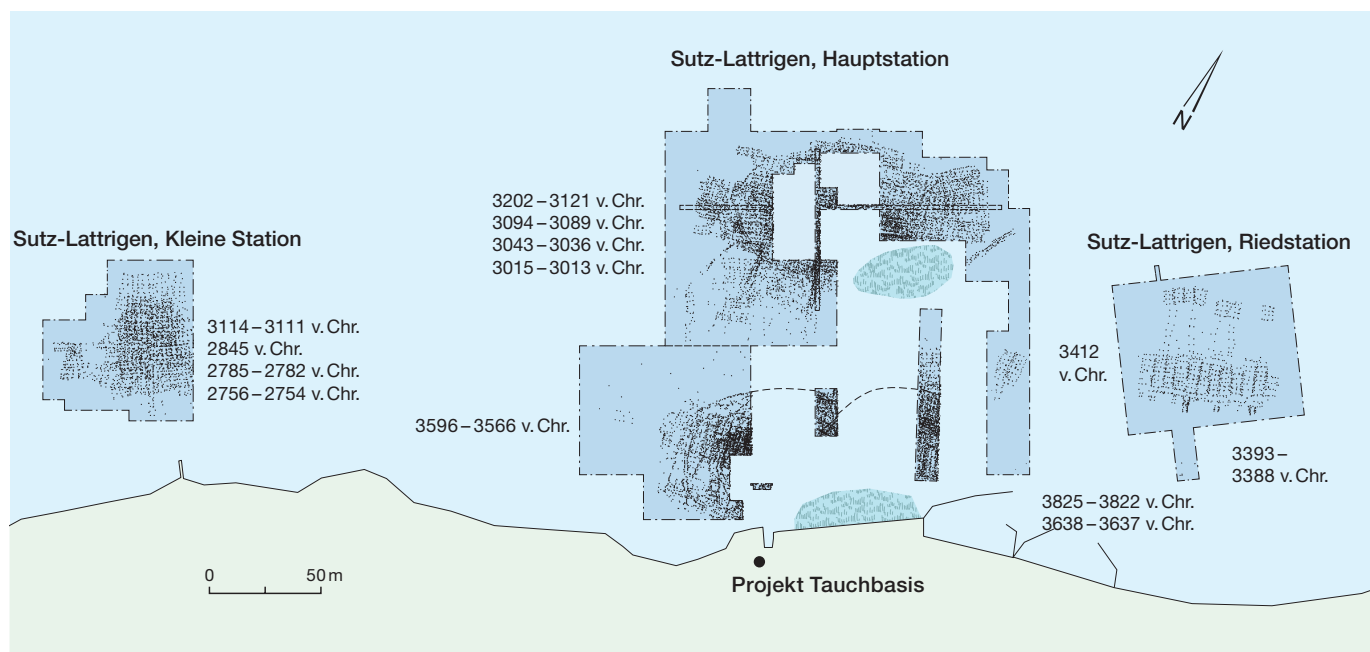 Sutz-Lattrigen, Hauptstation
N
3202 – 3121 v. Chr.
3094 – 3089 v. Chr.
3043 – 3036 v. Chr.
3015 – 3013 v. Chr.
Sutz-Lattrigen, Kleine Station
3114 – 3111 v. Chr.
2845 v. Chr.
2785 – 2782 v. Chr.
2756 – 2754 v. Chr.
Sutz-Lattrigen, Riedstation
3412
v. Chr.
3393 –
3388 v. Chr.
3596 – 3566 v. Chr.
3825 – 3822 v. Chr.
3638 – 3637 v. Chr.
0 50 m
Projekt Tauchbasis